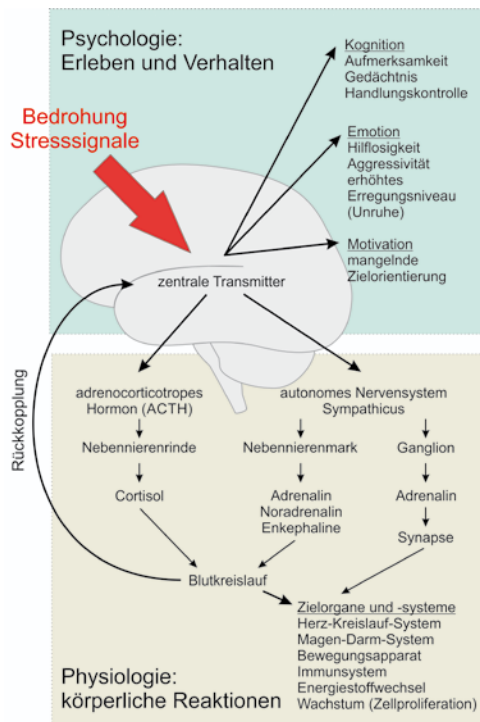 Psychologie:
Erleben und Verhalten
Kognition
Aufmerksamkeit
Gedächtnis
Handlungskontrolle
Bedrohung
Stresssignale
Emotion
Hilflosigkeit
Aggressivität
erhöhtes
Erregungsniveau
(Unruhe)
Motivation
mangelnde
Zielorientierung
zentrale Transmitter
Rückkopplung
adrenocorticotropes
Hormon (ACTH)
autonomes Nervensystem
Sympathicus
Nebennierenrinde
Nebennierenmark
Ganglion
Cortisol
Adrenalin
Noradrenalin
Enkephaline
Adrenalin
Synapse
Blutkreislauf
Zielorgane und -systeme
Herz-Kreislauf-System
Magen-Darm-System
Bewegungsapparat
Immunsystem
Energiestoffwechsel
Wachstum (Zellproliferation)
Physiologie:
körperliche Reaktionen